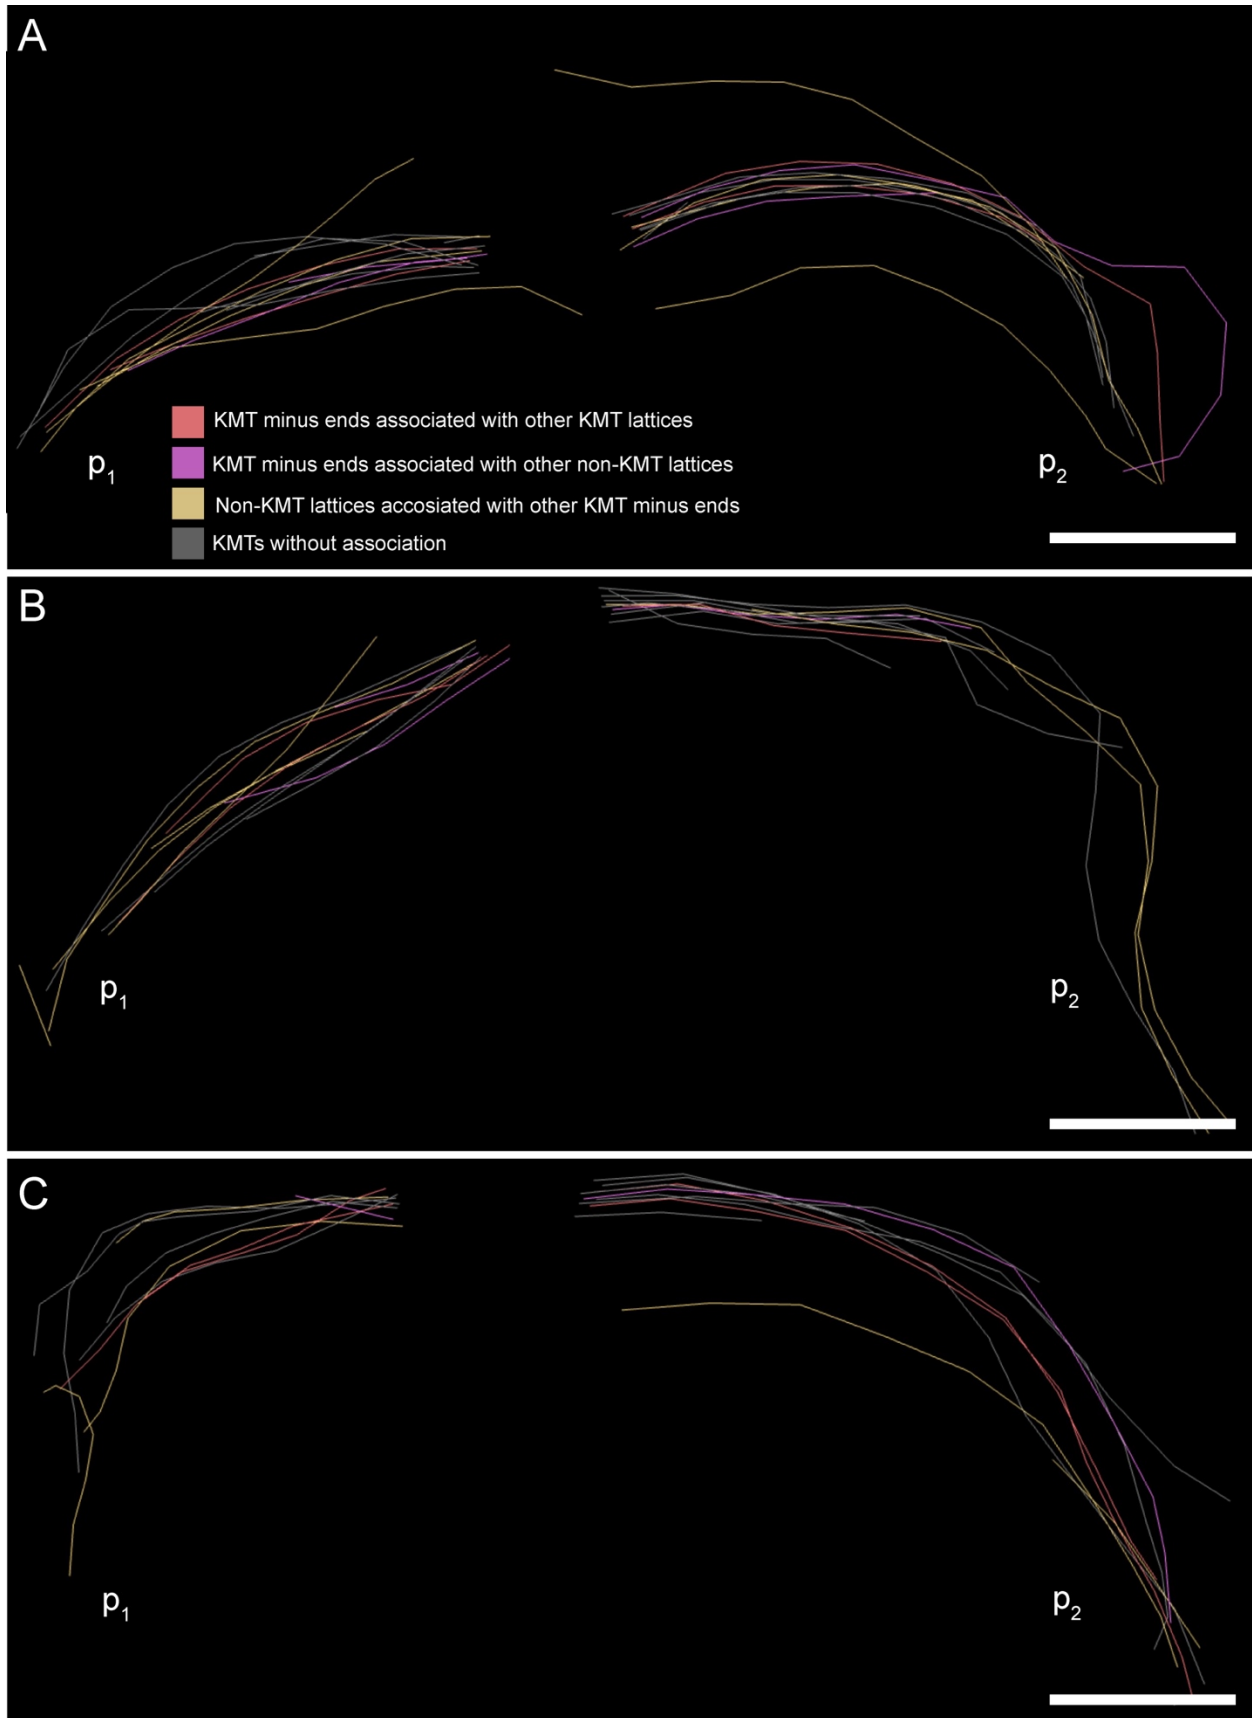 A
KMT minus ends associated with other KMT lattices
KMT minus ends associated with other non-KMT lattices
Non-KMT lattices accosiated with other KMT minus ends
KMTs without association
p1
p2
B
p1
p2
C
p1
p2